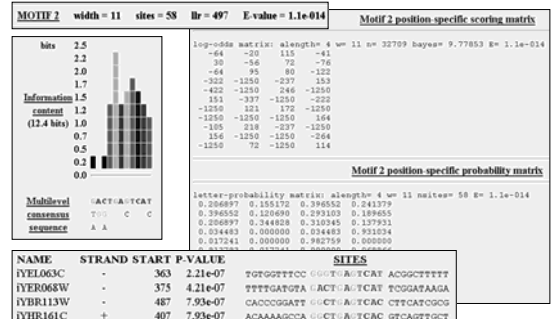 MOTIF 2 width = 11 sites = 58 llr = 497 E-value = 1.1e-014
Motif 2 position-specific scoring matrix
log-odds matrix: alength= 4 w= 11 n= 32709 bayes= 9.77853 E= 1.1e-014
-64 -20 115 -41
30 -56 72 -76
-64 95 80 -122
-322 -1250 -237 153
-422 -1250 246 -1250
151 -337 -1250 -222
-1250 121 172 -1250
-1250 -1250 -1250 164
-105 218 -237 -1250
156 -1250 -264 -1250
-1250 72 -1250 114
bits 2.5
2.2
2.0
1.7
Information 1.5
content 1.2
(12.4 bits) 1.0
0.7
0.5
0.2
0.0
Multilevel GACTGAGTCAT
consensus TGG C C
sequence A A
Motif 2 position-specific probability matrix
letter-probability matrix: alength= 4 w= 11 nsites= 58 E= 1.1e-014
0.206897 0.155172 0.396552 0.241379
0.396552 0.120690 0.293103 0.189655
0.206897 0.344828 0.310345 0.137931
0.034483 0.000000 0.034483 0.931034
0.017241 0.000000 0.982759 0.000000
NAME STRAND START P-VALUE SITES
iYEL063C - 363 2.21e-07 TGTGGTTTCC GGGTGAGTCAT ACGGCTTTTT
iYER068W - 375 4.21e-07 TTTTGATGTA GACTGAGTCAT TCGGATAAGA
iYBR113W - 487 7.93e-07 CACCCGGATT GGGTGAGTCAC CTTCATCGCG
iYHR161C + 407 7.93e-07 ACAAAAGCCA GGCTGAGTCAC GTCAGTTGCT